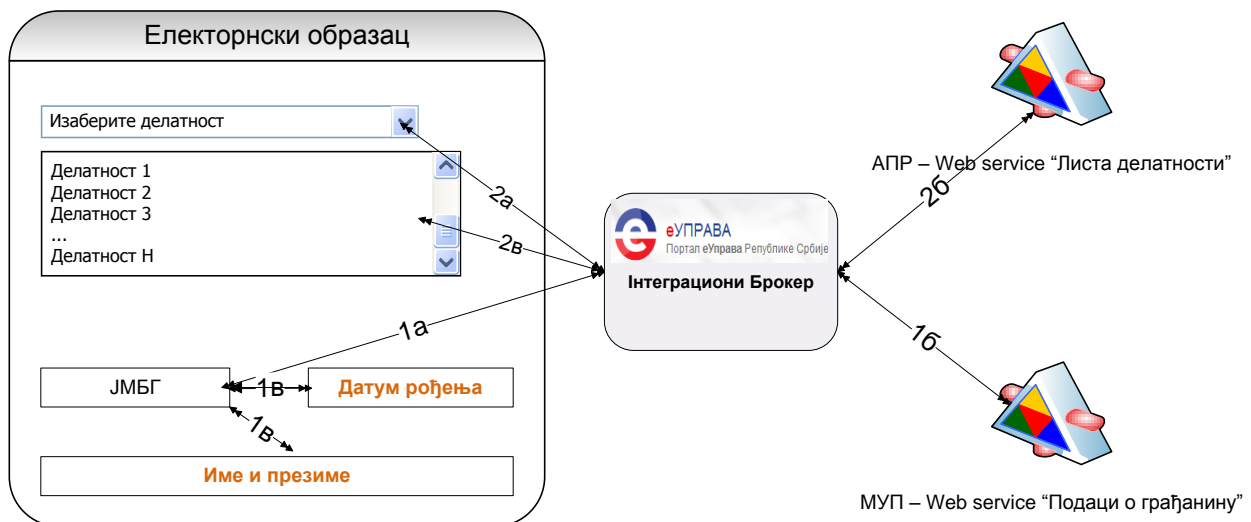 Електорнски образац
Изаберите делатност
Делатност 1
Делатност 2
Делатност 3
...
Делатност Н
2а
2в
1а
ЈМБГ
1в
Датум рођења
1в
Име и презиме
еУПРАВА
Портал еУправа Републике Србије
Інтеграциони Брокер
АПР – Web service “Листа делатности”
2б
1б
МУП – Web service “Подаци о грађанину”